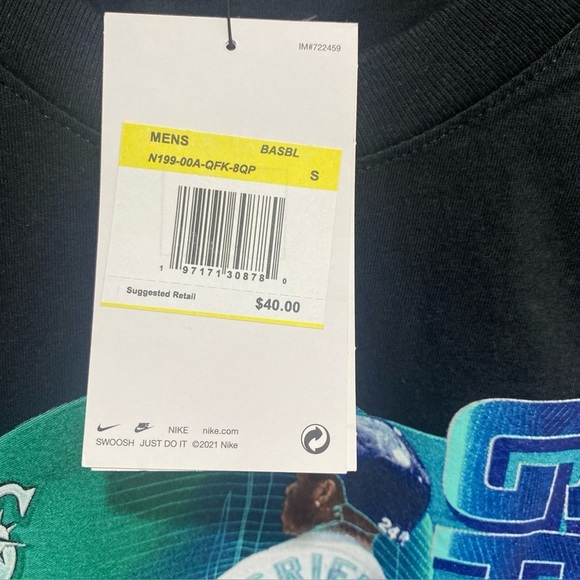 IM#722459
MENS BASBL
N199-00A-QFK-8QP S
1 97171 30878 0
Suggested Retail $40.00
NIKE nike.com
SWOOSH JUST DO IT ©2021 Nike
24